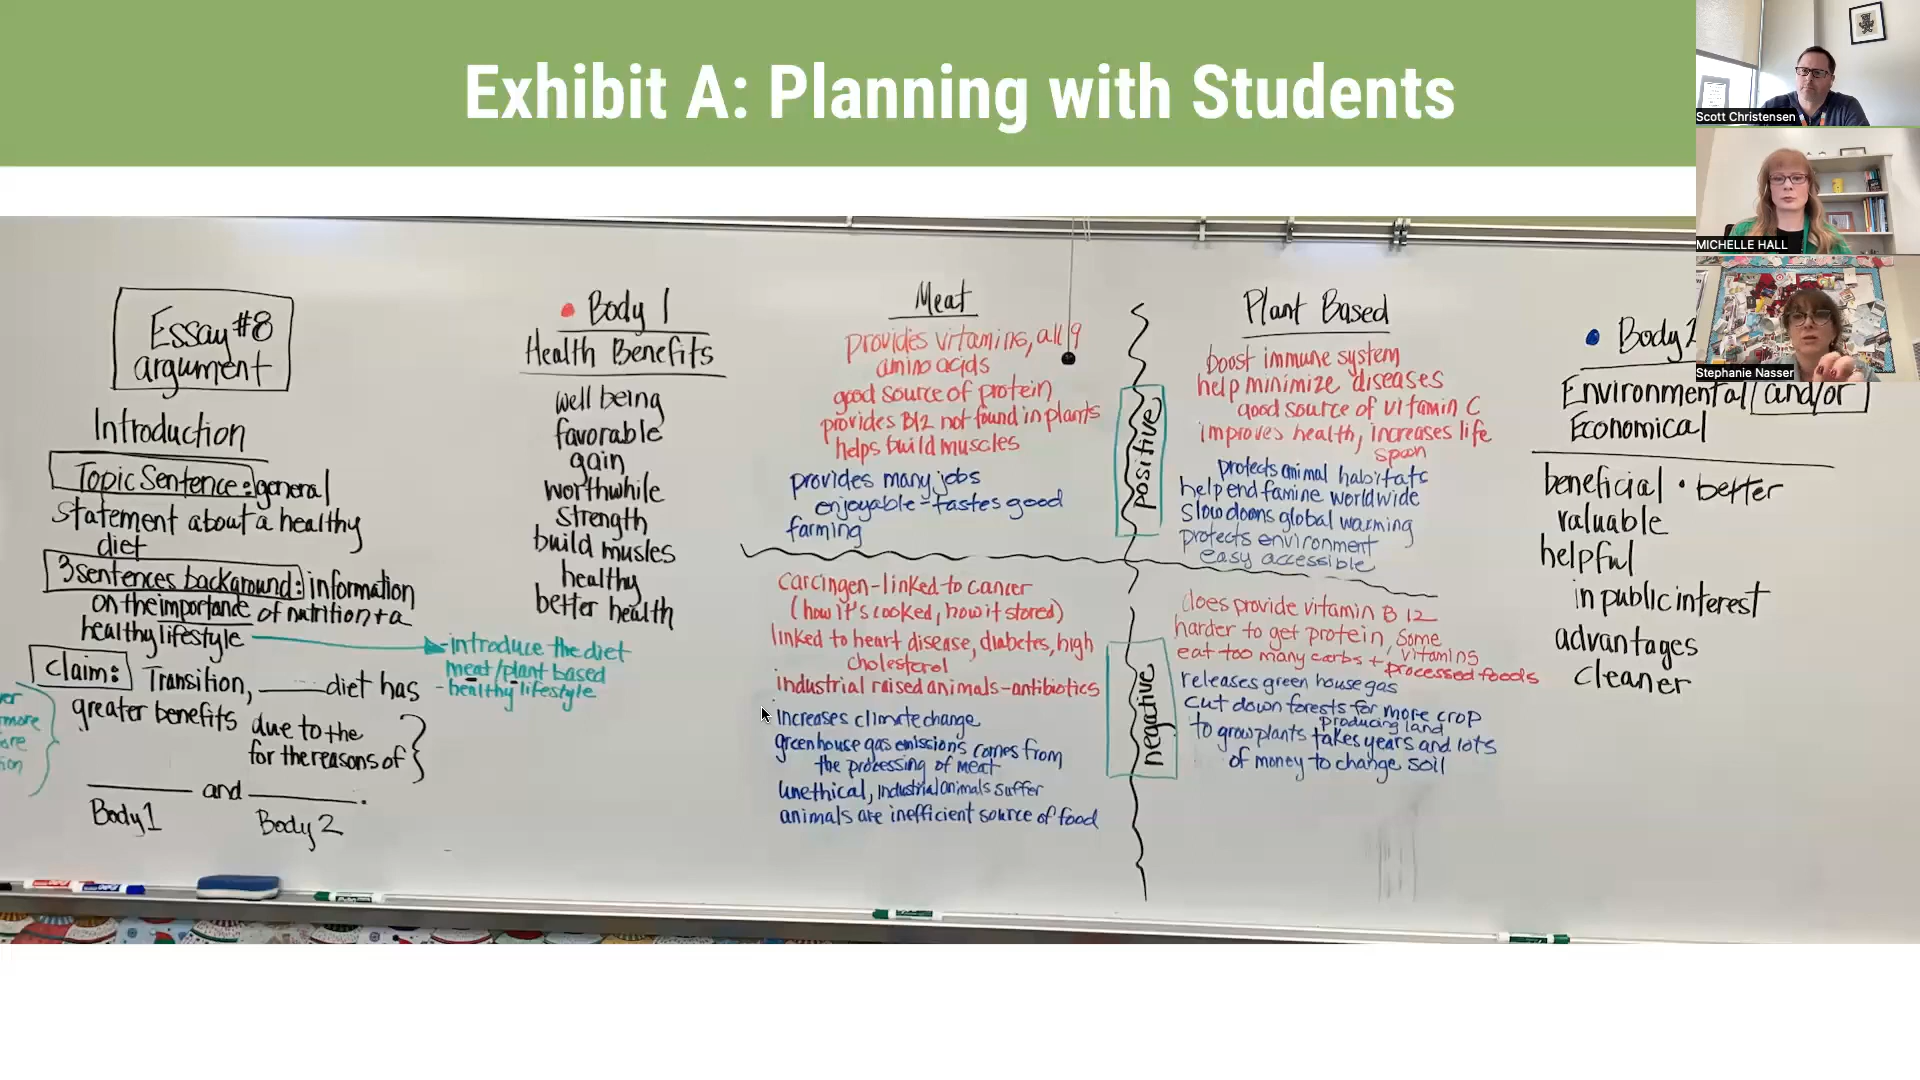 Exhibit A: Planning with Students
Scott Christensen
MICHELLE HALL
Stephanie Nasser
Essay #8
argument
Introduction
Topic Sentence: general
statement about a healthy
diet
3 sentences background: information
on the importance of nutrition + a
healthy lifestyle
claim: Transition, ____ diet has
greater benefits due to the
for the reasons of
____ and ____.
Body 1
Body 2
more
-introduce the diet
meat/plant based
-healthy lifestyle
Body 1
Health Benefits
well being
favorable
gain
worthwhile
strength
build musles
healthy
better health
Meat
provides vitamins, all 9
amino acids
good source of protein
provides B12 not found in plants
helps build muscles
provides many jobs
enjoyable - tastes good
farming
carcingen - linked to cancer
(how it's cooked, how it stored)
linked to heart disease, diabetes, high
cholesterol
industrial raised animals - antibiotics
increases climate change
greenhouse gas emissions comes from
the processing of meat
unethical, industrial animals suffer
animals are inefficient source of food
positive
negative
Plant Based
boost immune system
help minimize diseases
good source of vitamin C
improves health, increases life
span
protects animal habitats
help end famine worldwide
slow downs global warming
protects environment
easy accessible
does provide vitamin B 12
harder to get protein, some
vitamins
eat too many carbs + processed foods
releases green house gas
cut down forests for more crop
producing land
to grow plants takes years and lots
of money to change soil
Body
Environmental and/or
Economical
beneficial • better
valuable
helpful
in public interest
advantages
cleaner